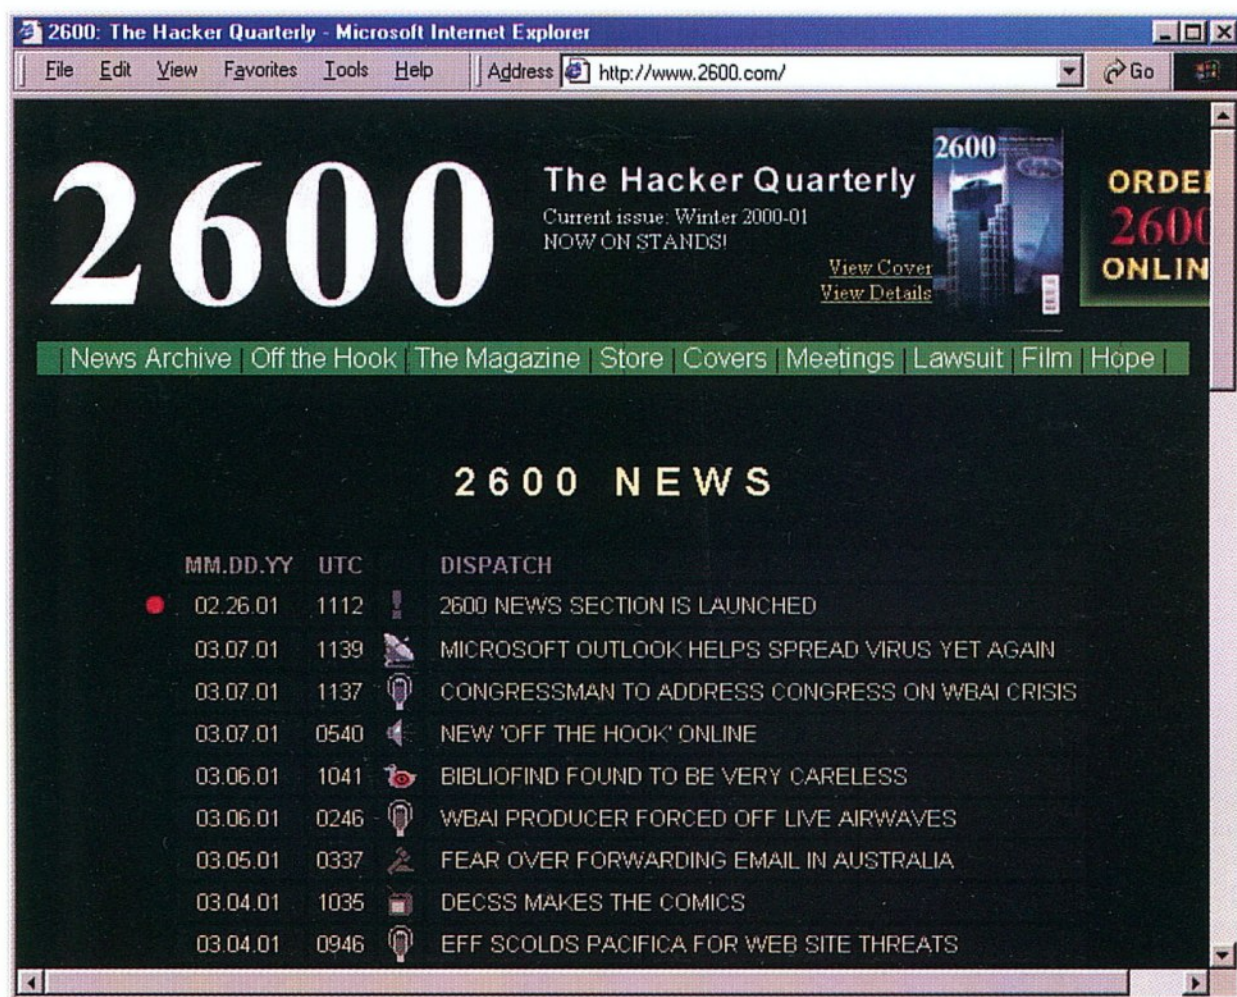 2600: The Hacker Quarterly - Microsoft Internet Explorer
File Edit View Favorites Tools Help Address http://www.2600.com/ Go
2600
The Hacker Quarterly
Current issue: Winter 2000-01
NOW ON STANDS!
View Cover
View Details
2600
ORDE
2600
ONLIN
| News Archive | Off the Hook | The Magazine | Store | Covers | Meetings | Lawsuit | Film | Hope |
2600 NEWS
MM.DD.YY UTC DISPATCH
02.26.01 1112 2600 NEWS SECTION IS LAUNCHED
03.07.01 1139 MICROSOFT OUTLOOK HELPS SPREAD VIRUS YET AGAIN
03.07.01 1137 CONGRESSMAN TO ADDRESS CONGRESS ON WBAI CRISIS
03.07.01 0540 NEW 'OFF THE HOOK' ONLINE
03.06.01 1041 BIBLIOFIND FOUND TO BE VERY CARELESS
03.06.01 0246 WBAI PRODUCER FORCED OFF LIVE AIRWAVES
03.05.01 0337 FEAR OVER FORWARDING EMAIL IN AUSTRALIA
03.04.01 1035 DECSS MAKES THE COMICS
03.04.01 0946 EFF SCOLDS PACIFICA FOR WEB SITE THREATS